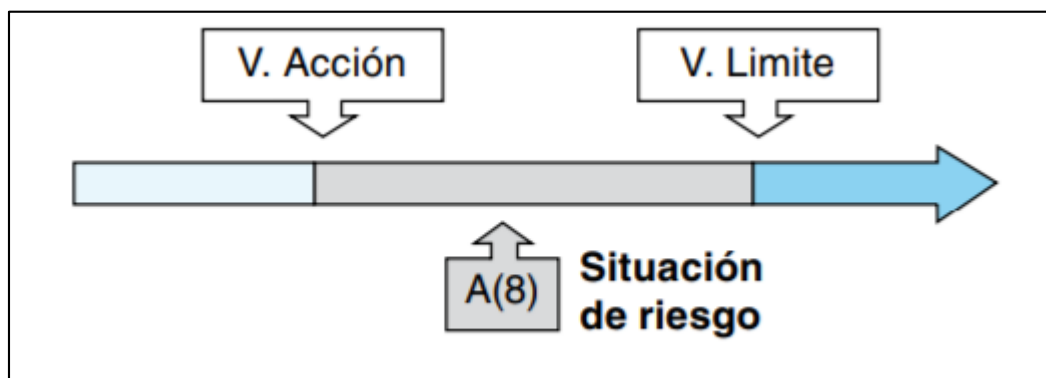 V. Acción
V. Limite
A(8)
Situación
de riesgo